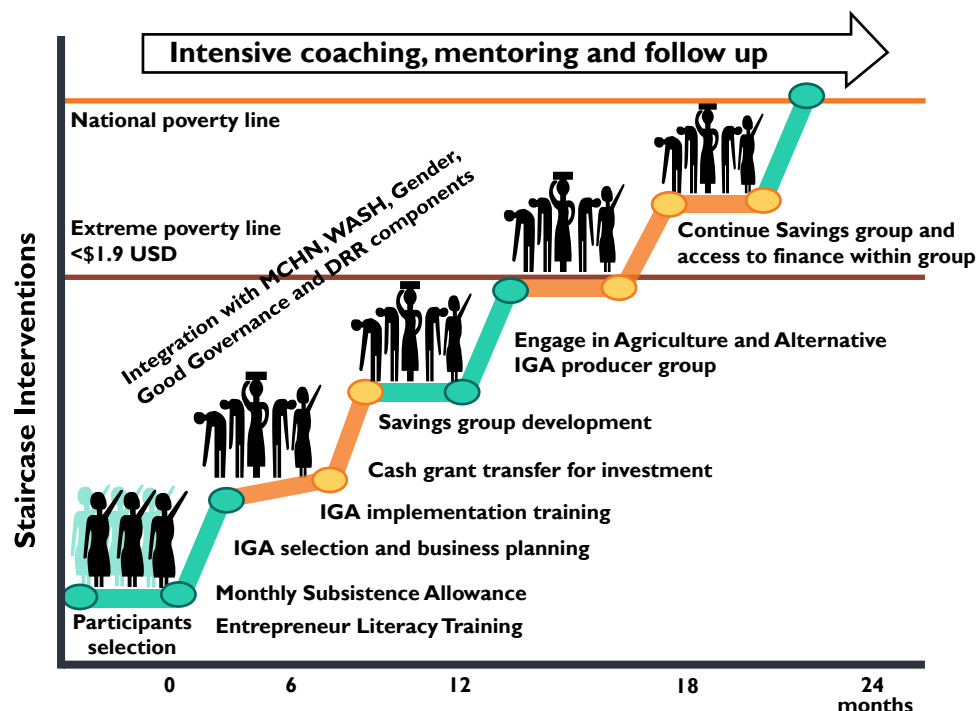 Intensive coaching, mentoring and follow up
National poverty line
Integration with MCHN, WASH, Gender,
Good Governance and DRR components
Extreme poverty line
<$1.9 USD
Continue Savings group and
access to finance within group
Engage in Agriculture and Alternative
IGA producer group
Savings group development
Cash grant transfer for investment
IGA implementation training
IGA selection and business planning
Monthly Subsistence Allowance
Entrepreneur Literacy Training
Participants
selection
Staircase Interventions
0 6 12 18 24
months